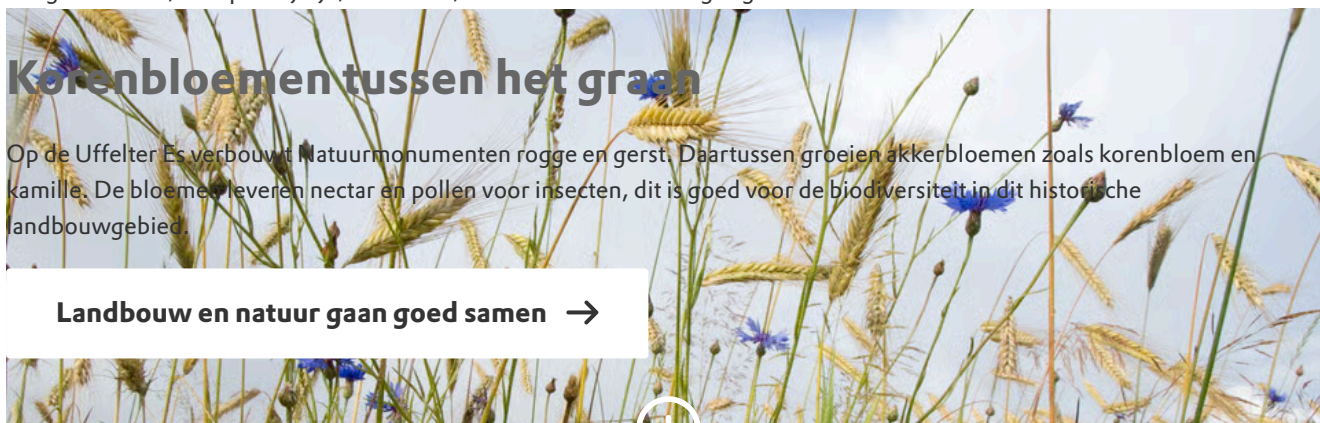 Korenbloemen tussen het graan
Op de Uffelter Es verbouwt Natuurmonumenten rogge en gerst. Daartussen groeien akkerbloemen zoals korenbloem en
kamille. De bloemen leveren nectar en pollen voor insecten, dit is goed voor de biodiversiteit in dit historische
landbouwgebied.
Landbouw en natuur gaan goed samen →